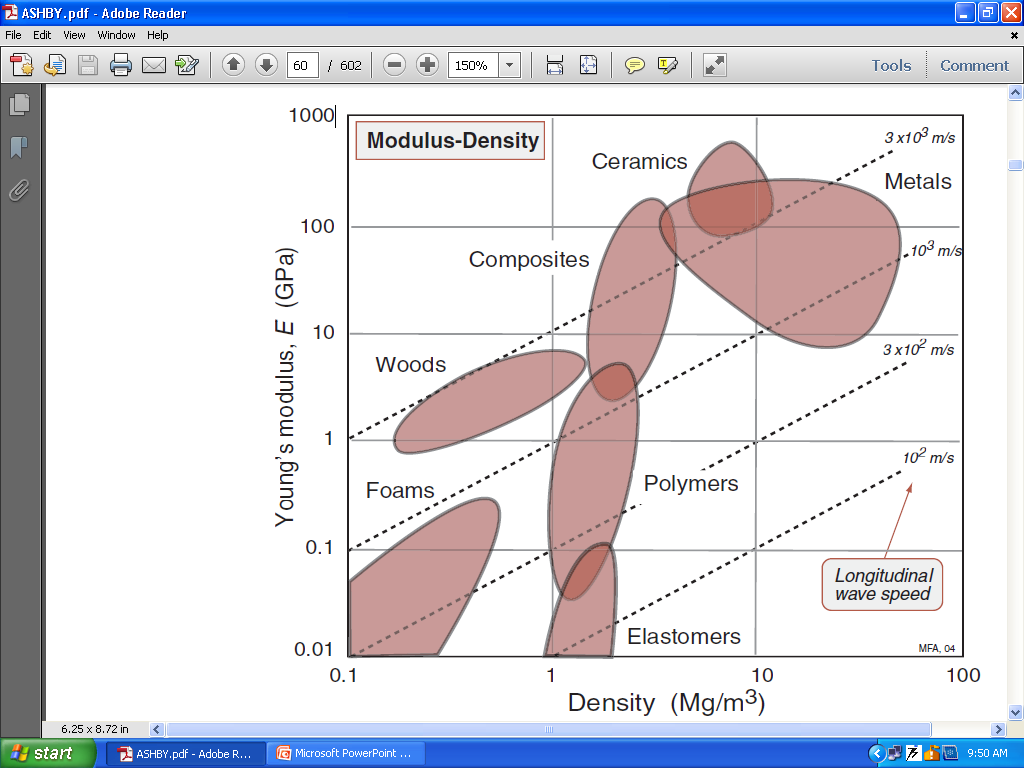 ASHBY.pdf - Adobe Reader
File Edit View Window Help
60 / 602 150% Tools Comment
1000
Modulus-Density
3 x10³ m/s
Ceramics
Metals
100
10³ m/s
Composites
10
3 x10² m/s
Woods
1
10² m/s
Foams
Polymers
0.1
Longitudinal
wave speed
Elastomers
0.01
MFA, 04
Young's modulus, E (GPa)
0.1 1 10 100
Density (Mg/m³)
6.25 x 8.72 in
start ASHBY.pdf - Adobe R... Microsoft PowerPoint ... 9:50 AM